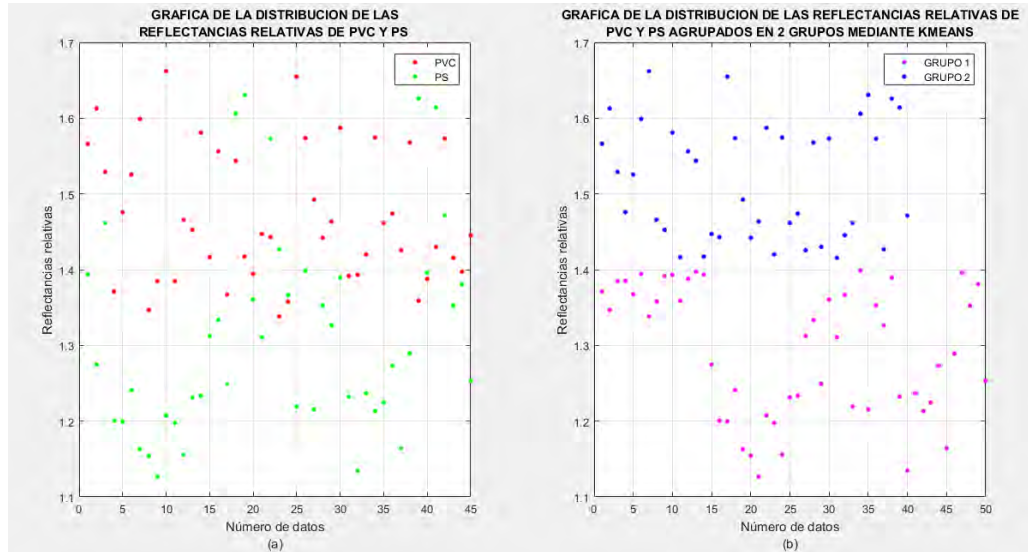 GRAFICA DE LA DISTRIBUCION DE LAS
REFLECTANCIAS RELATIVAS DE PVC Y PS
1.7
1.6
1.5
1.4
1.3
1.2
1.1
Reflectancias relativas
PVC
PS
0 5 10 15 20 25 30 35 40 45
Número de datos
(a)
GRAFICA DE LA DISTRIBUCION DE LAS REFLECTANCIAS RELATIVAS DE
PVC Y PS AGRUPADOS EN 2 GRUPOS MEDIANTE KMEANS
1.7
1.6
1.5
1.4
1.3
1.2
1.1
Reflectancias relativas
GRUPO 1
GRUPO 2
0 5 10 15 20 25 30 35 40 45 50
Número de datos
(b)